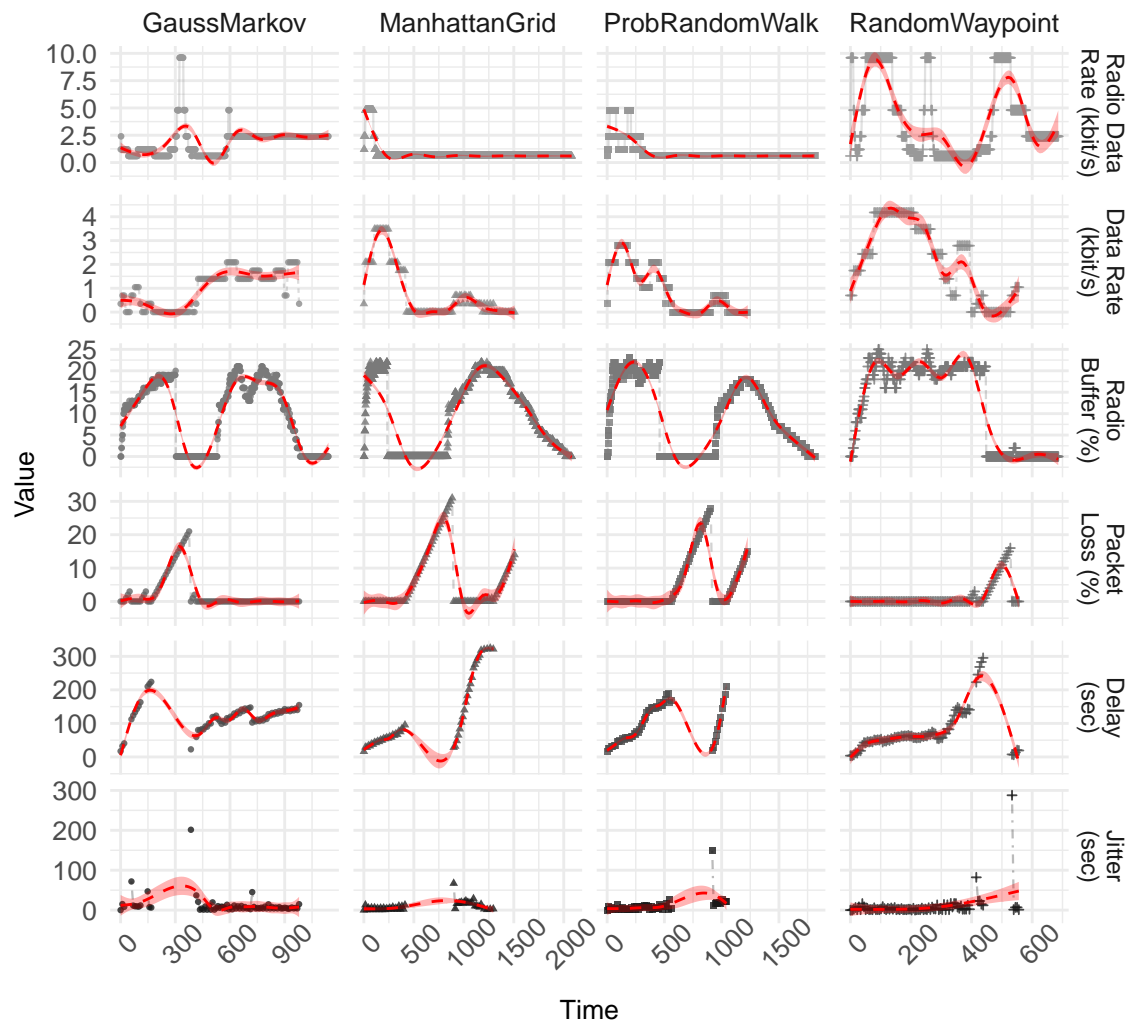 GaussMarkov ManhattanGrid ProbRandomWalk RandomWaypoint
10.0
7.5
5.0
2.5
0.0
Radio Data
Rate (kbit/s)
4
3
2
1
0
Data Rate
(kbit/s)
25
20
15
10
5
0
Radio
Buffer (%)
30
20
10
0
Packet
Loss (%)
300
200
100
0
Delay
(sec)
300
200
100
0
Jitter
(sec)
Value
0 300 600 900 0 500 1000 1500 2000 0 500 1000 1500 0 200 400 600
Time